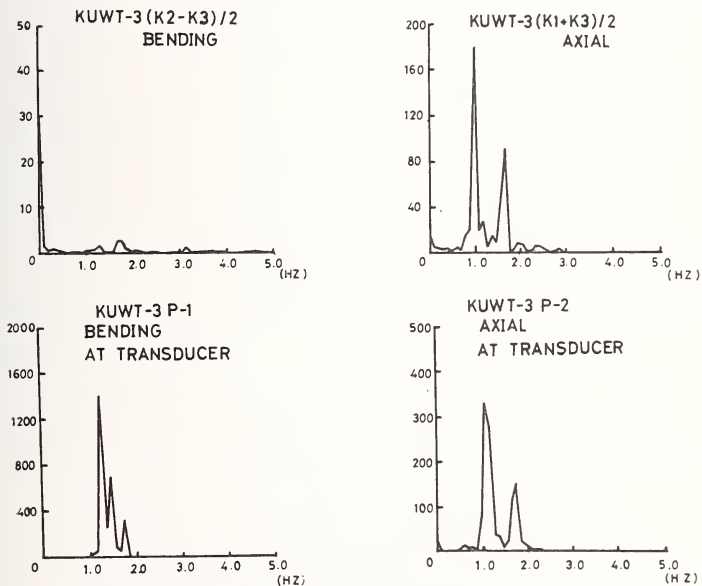 KUWT-3 (K2-K3)/2
BENDING
50
40
30
20
10
0
1.0 2.0 3.0 4.0 5.0
(HZ)
KUWT-3 (K1+K3)/2
AXIAL
200
160
120
80
40
0
1.0 2.0 3.0 4.0 5.0
(HZ)
KUWT-3 P-1
BENDING
AT TRANSDUCER
2000
1600
1200
800
400
0
1.0 2.0 3.0 4.0 5.0
(HZ)
KUWT-3 P-2
AXIAL
AT TRANSDUCER
500
400
300
200
100
0
1.0 2.0 3.0 4.0 5.0
(HZ)